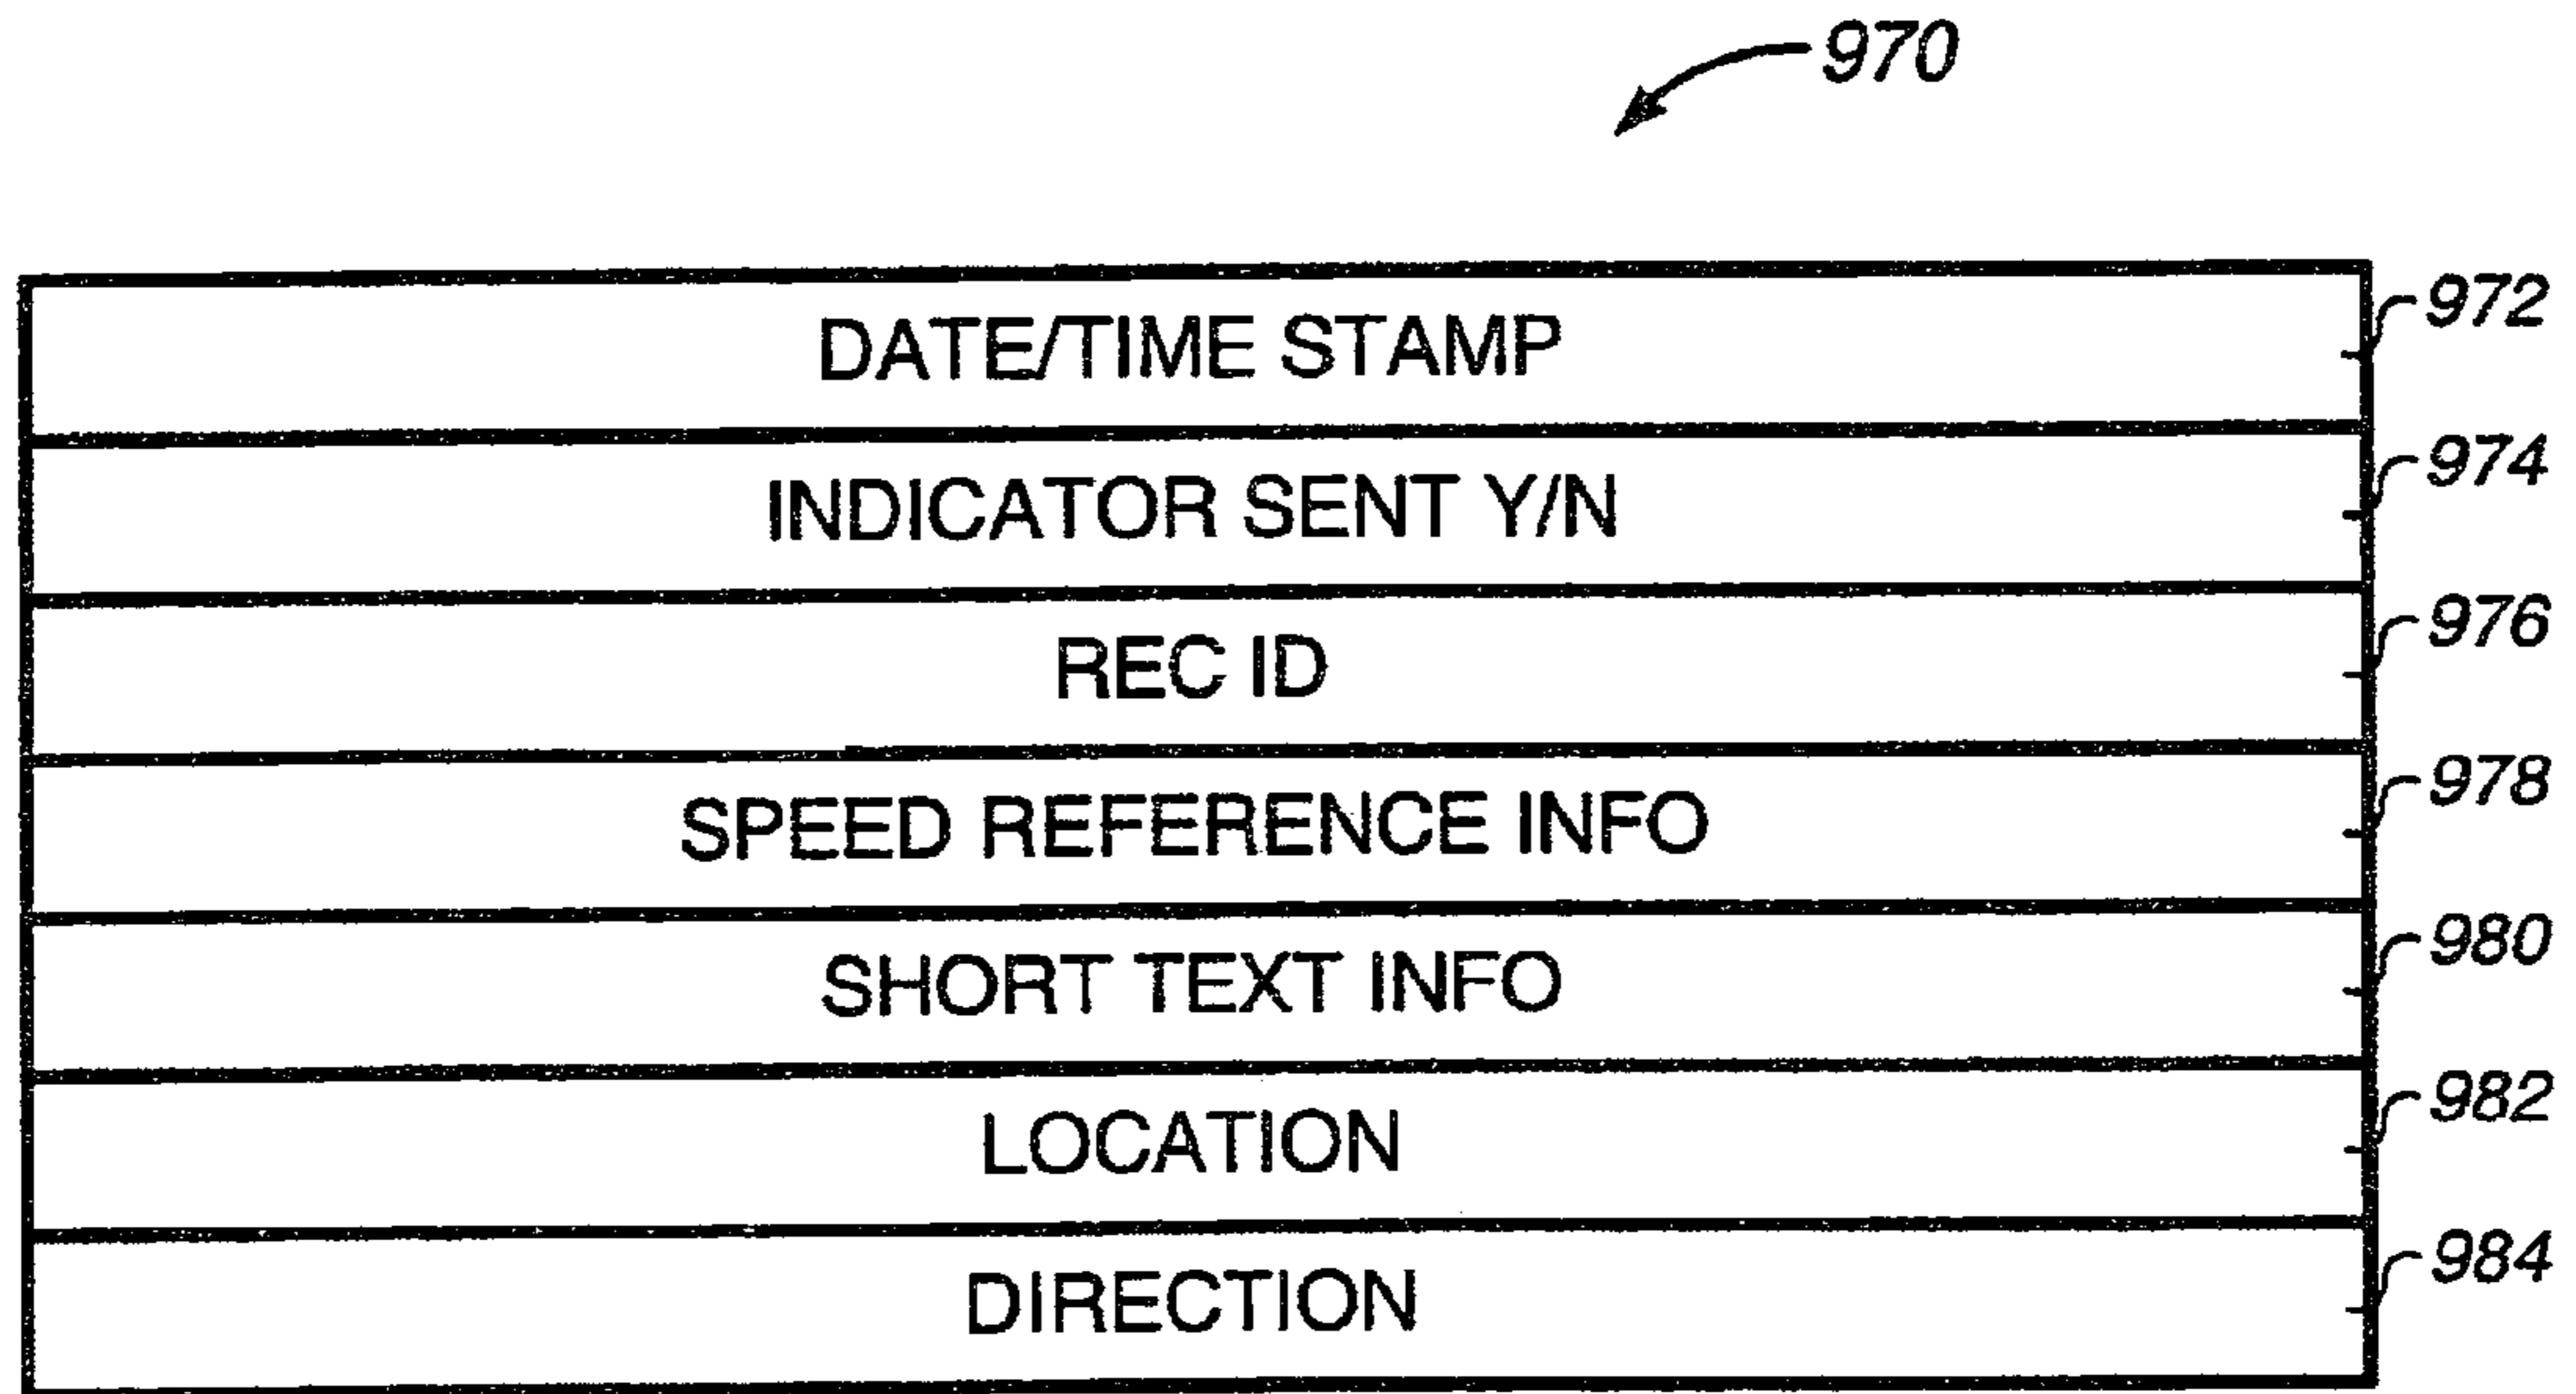 970
DATE/TIME STAMP 972
INDICATOR SENT Y/N 974
REC ID 976
SPEED REFERENCE INFO 978
SHORT TEXT INFO 980
LOCATION 982
DIRECTION 984